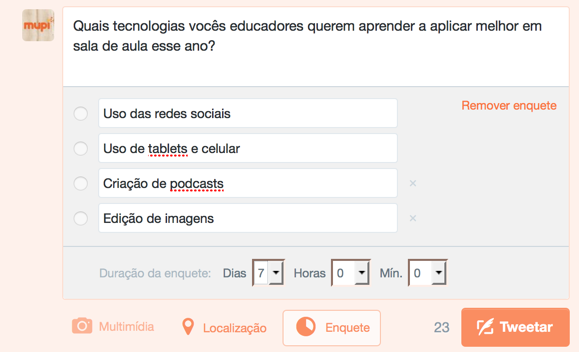 mupi
Quais tecnologias vocês educadores querem aprender a aplicar melhor em
sala de aula esse ano?
Remover enquete
Uso das redes sociais
Uso de tablets e celular
Criação de podcasts
Edição de imagens
Duração da enquete: Dias 7 Horas 0 Mín. 0
Multimídia Localização Enquete 23 Tweetar